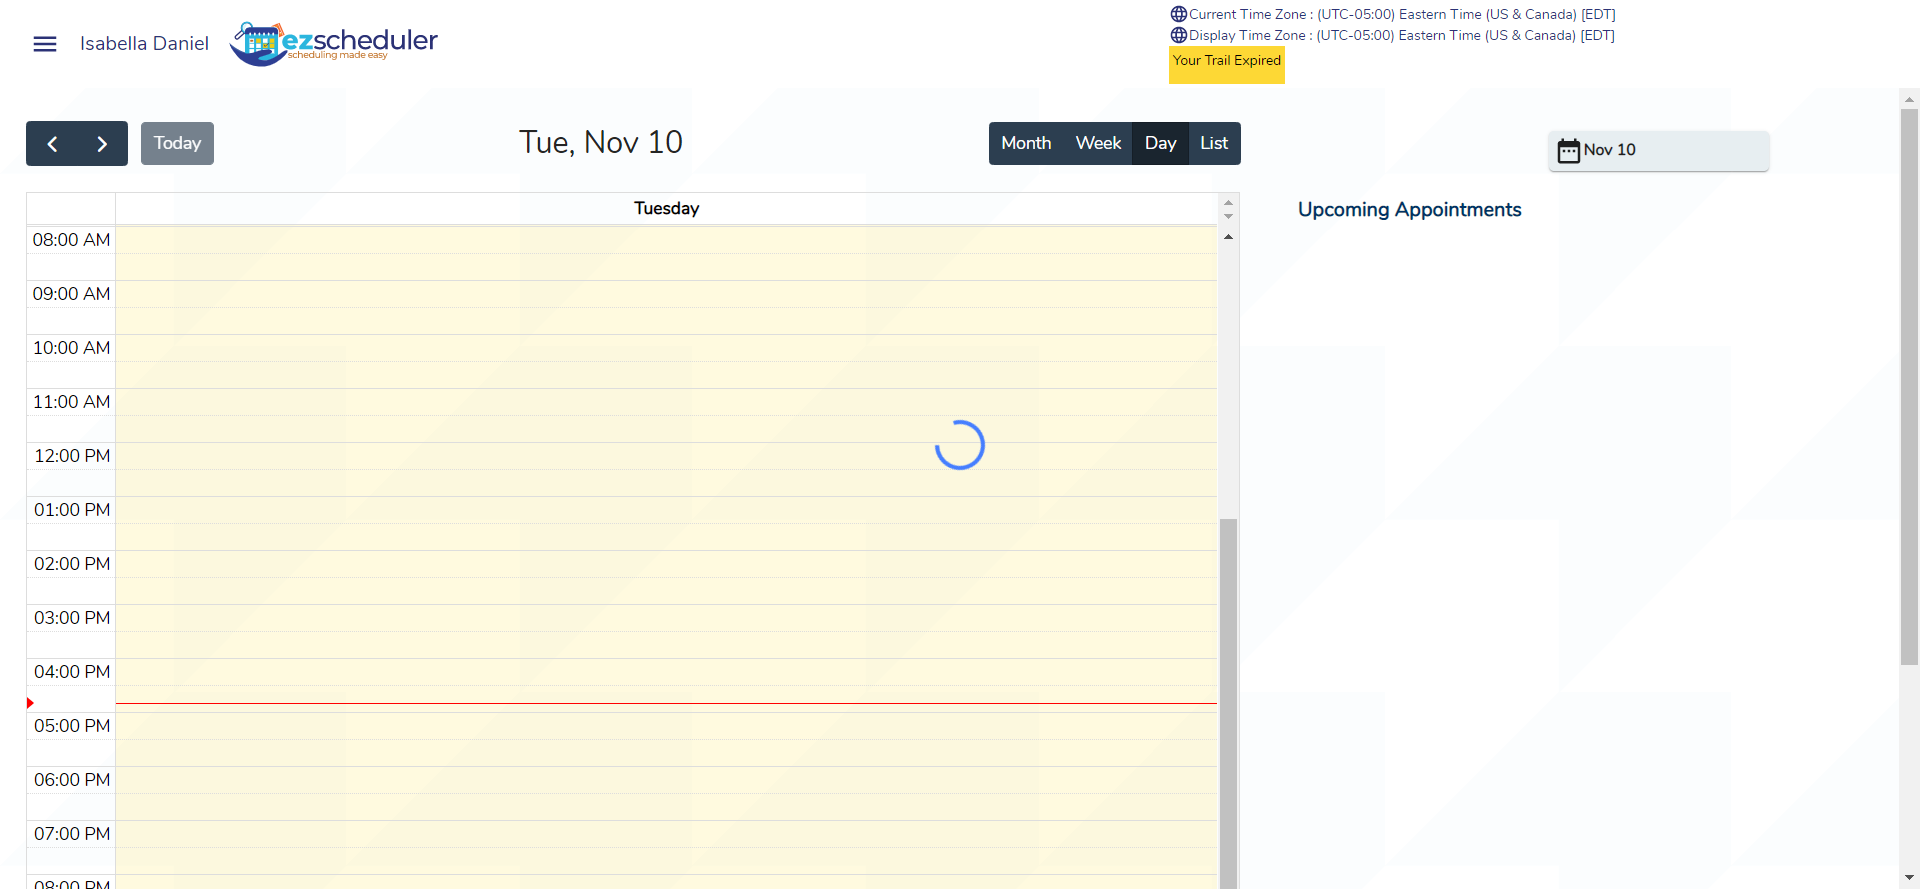 Isabella Daniel
ezscheduler
scheduling made easy
Current Time Zone : (UTC-05:00) Eastern Time (US & Canada) [EDT]
Display Time Zone : (UTC-05:00) Eastern Time (US & Canada) [EDT]
Your Trail Expired
Today
Tue, Nov 10
Month Week Day List
Nov 10
Tuesday
Upcoming Appointments
08:00 AM
09:00 AM
10:00 AM
11:00 AM
12:00 PM
01:00 PM
02:00 PM
03:00 PM
04:00 PM
05:00 PM
06:00 PM
07:00 PM
08:00 PM